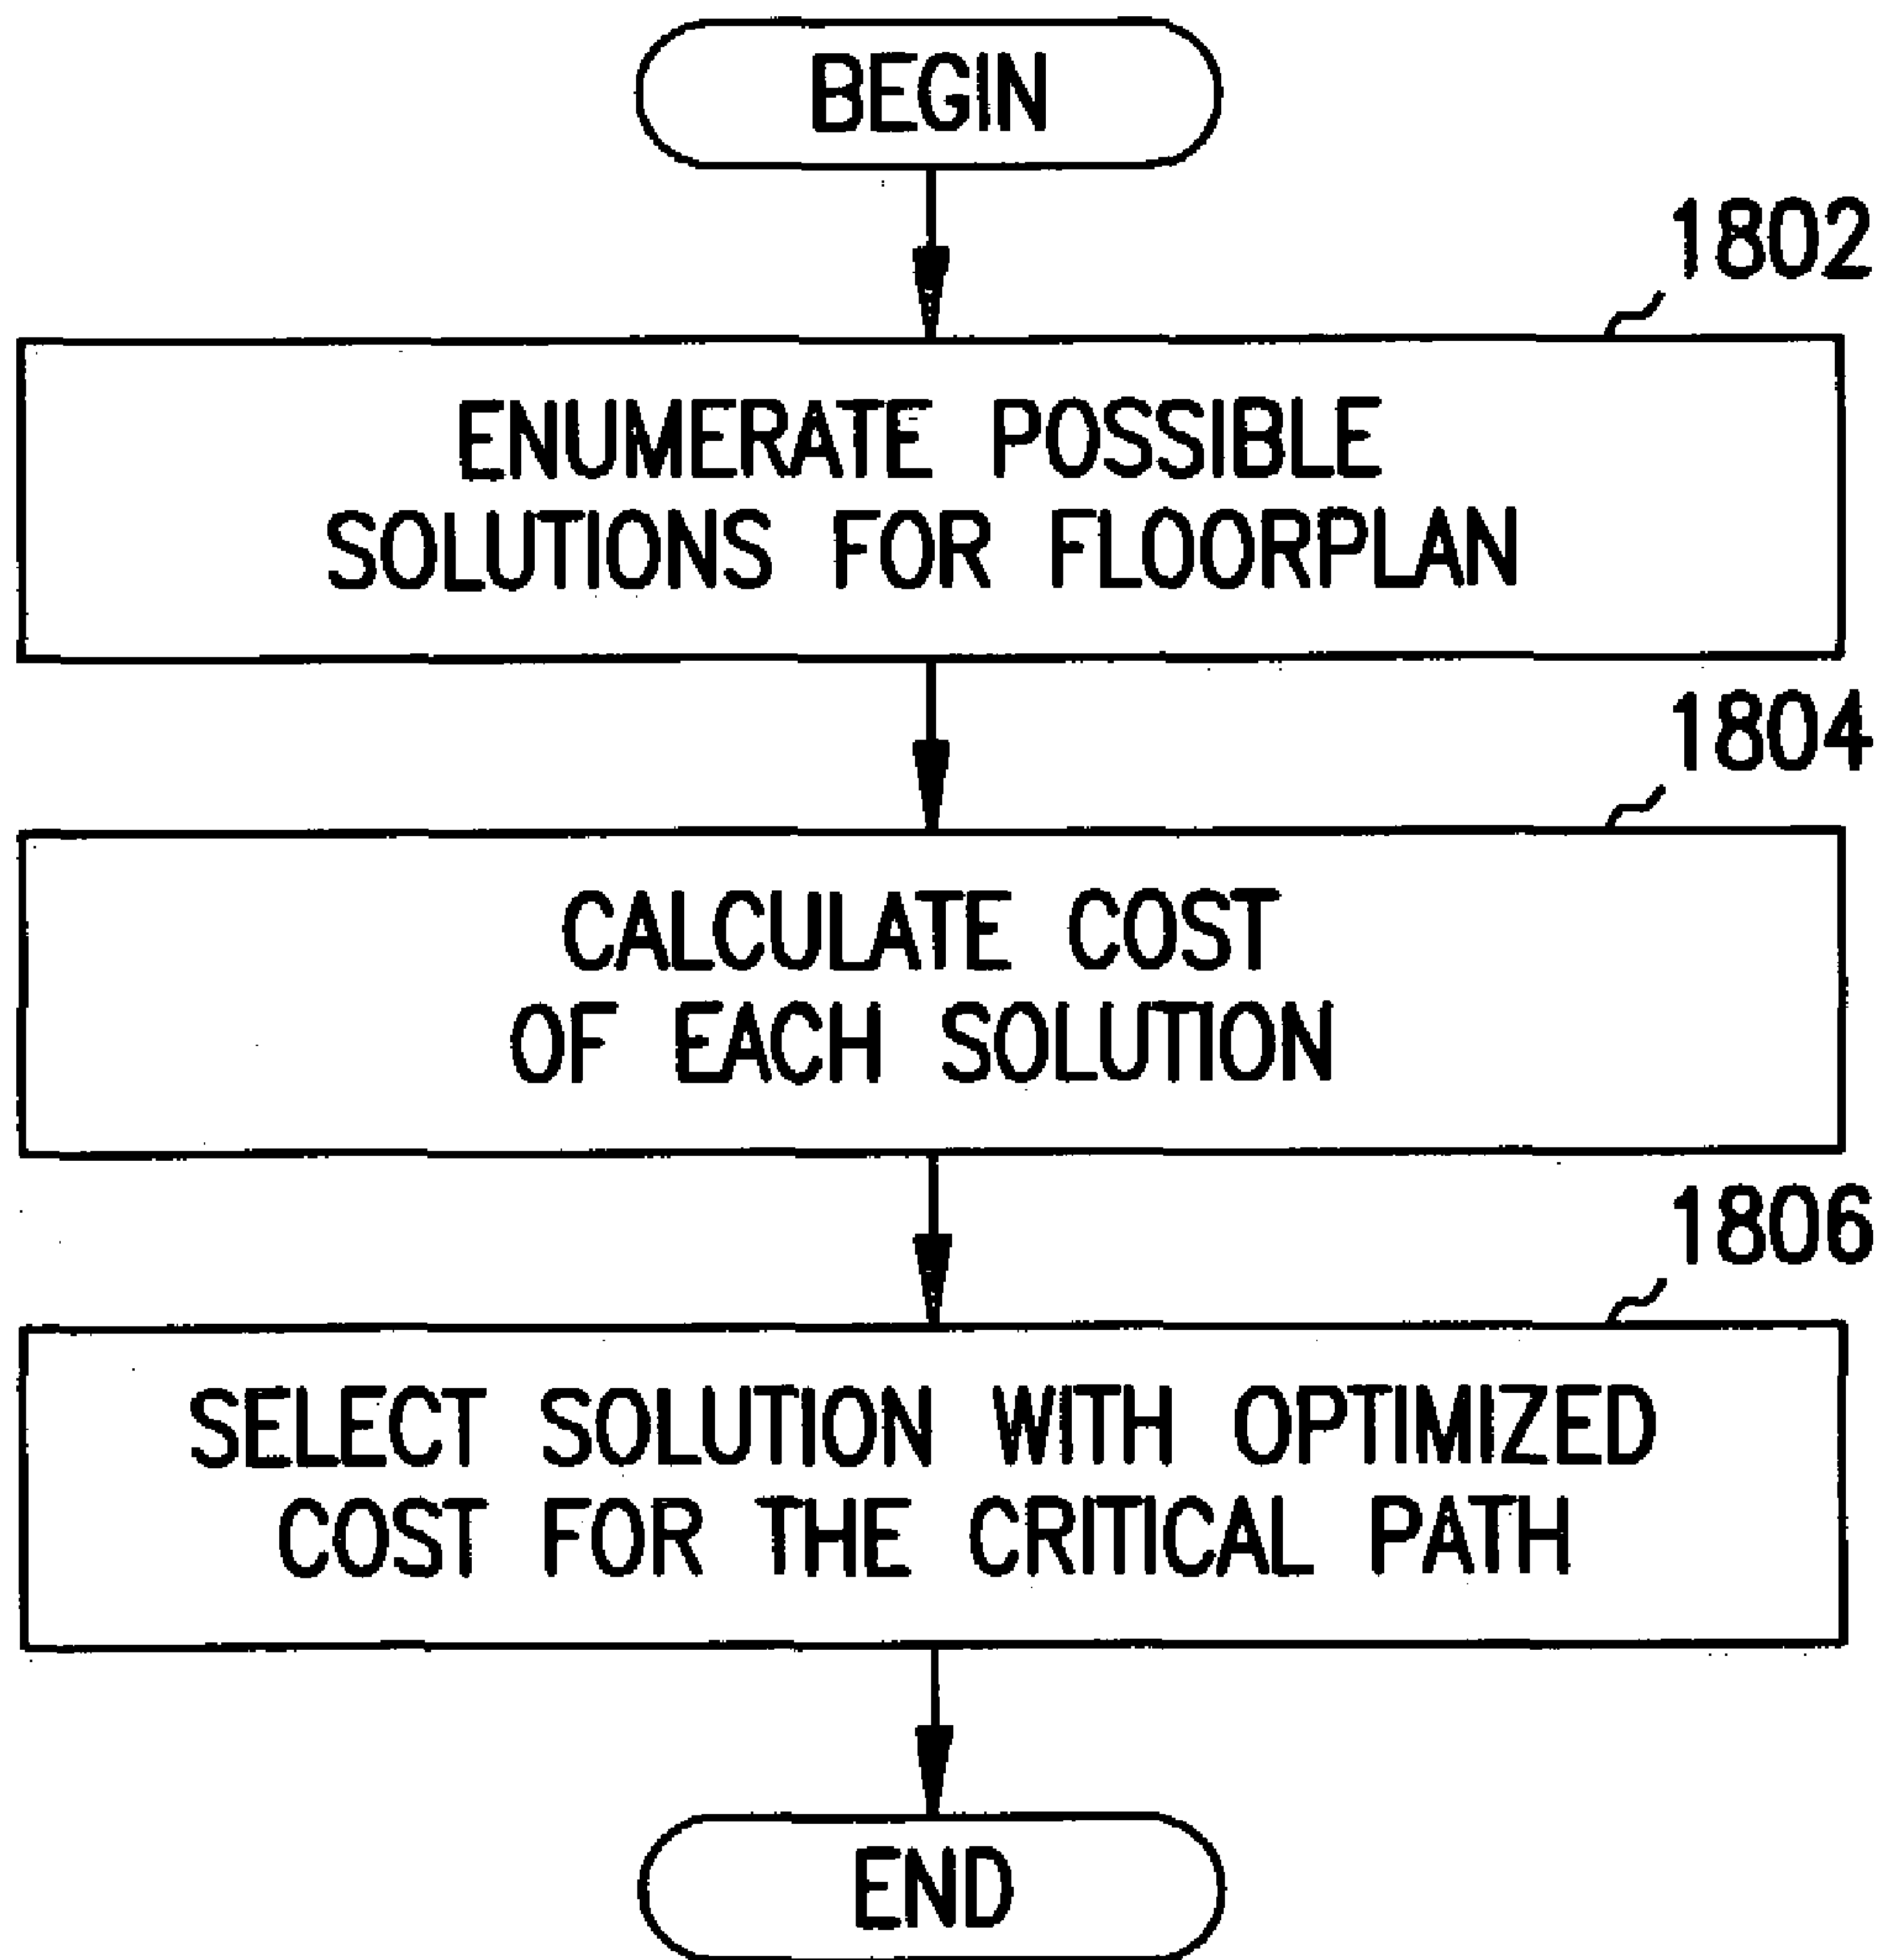 BEGIN
1802
ENUMERATE POSSIBLE
SOLUTIONS FOR FLOORPLAN
1804
CALCULATE COST
OF EACH SOLUTION
1806
SELECT SOLUTION WITH OPTIMIZED
COST FOR THE CRITICAL PATH
END